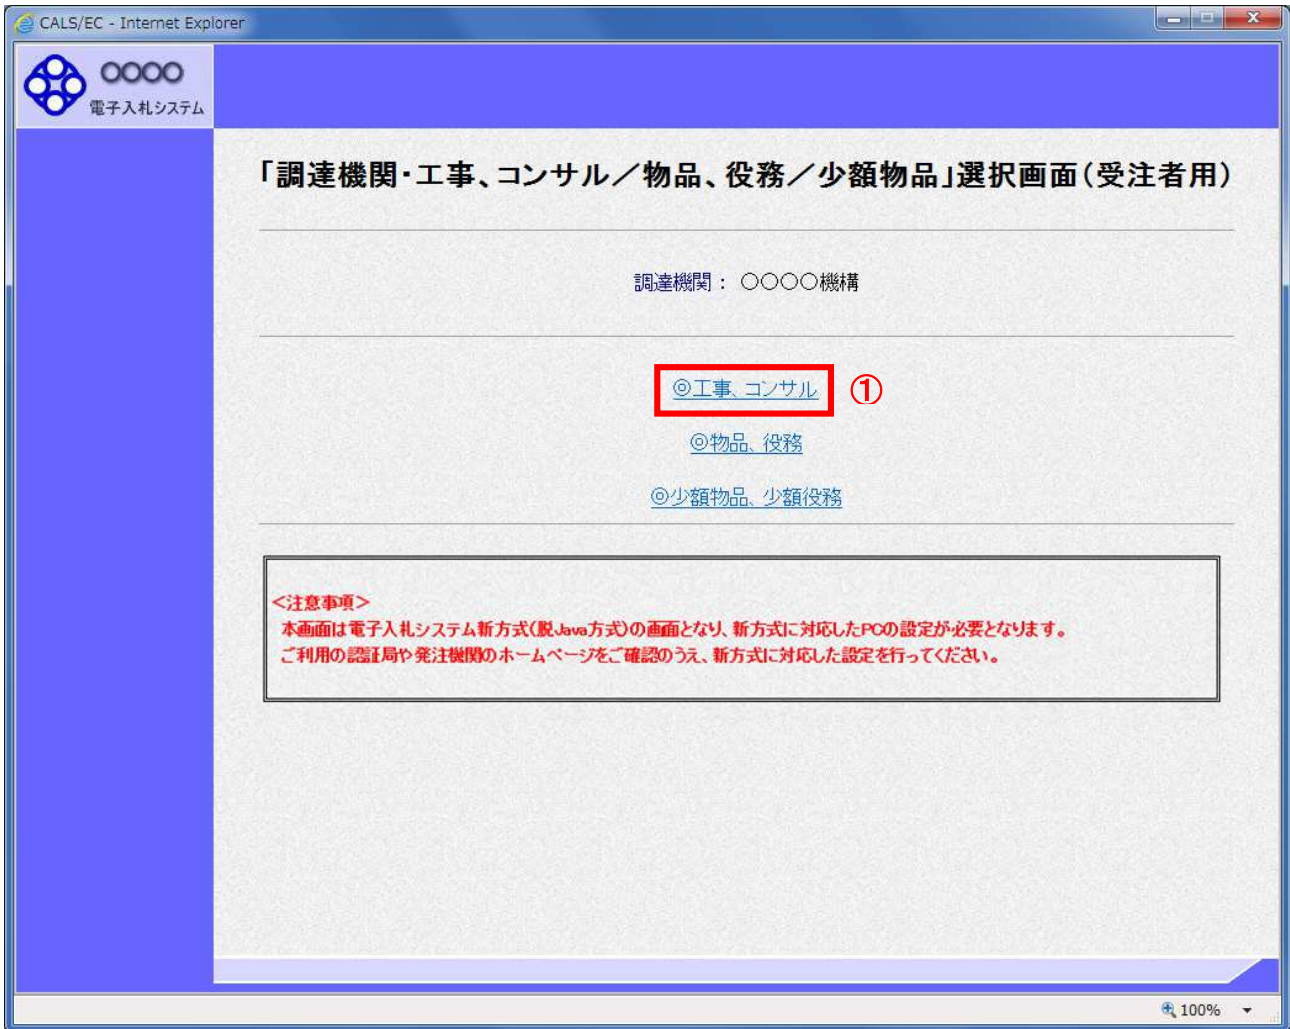 CALS/EC - Internet Explorer
○○○○
電子入札システム
「調達機関・工事、コンサル／物品、役務／少額物品」選択画面（受注者用）
調達機関： ○○○○機構
◎工事、コンサル ①
◎物品、役務
◎少額物品、少額役務
＜注意事項＞
本画面は電子入札システム新方式(脱Java方式)の画面となり、新方式に対応したPCの設定が必要となります。
ご利用の認証局や発注機関のホームページをご確認のうえ、新方式に対応した設定を行ってください。
100%